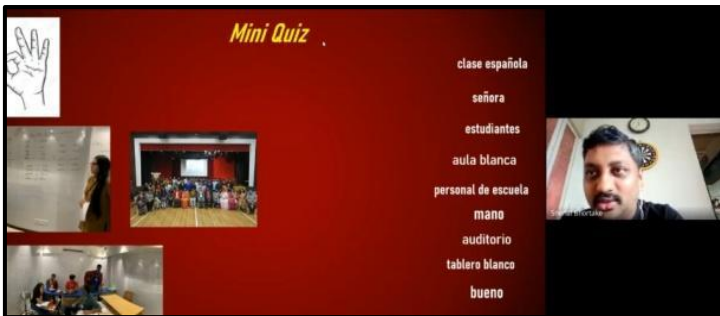 Mini Quiz
clase española
señora
estudiantes
aula blanca
personal de escuela
mano
auditorio
tablero blanco
bueno